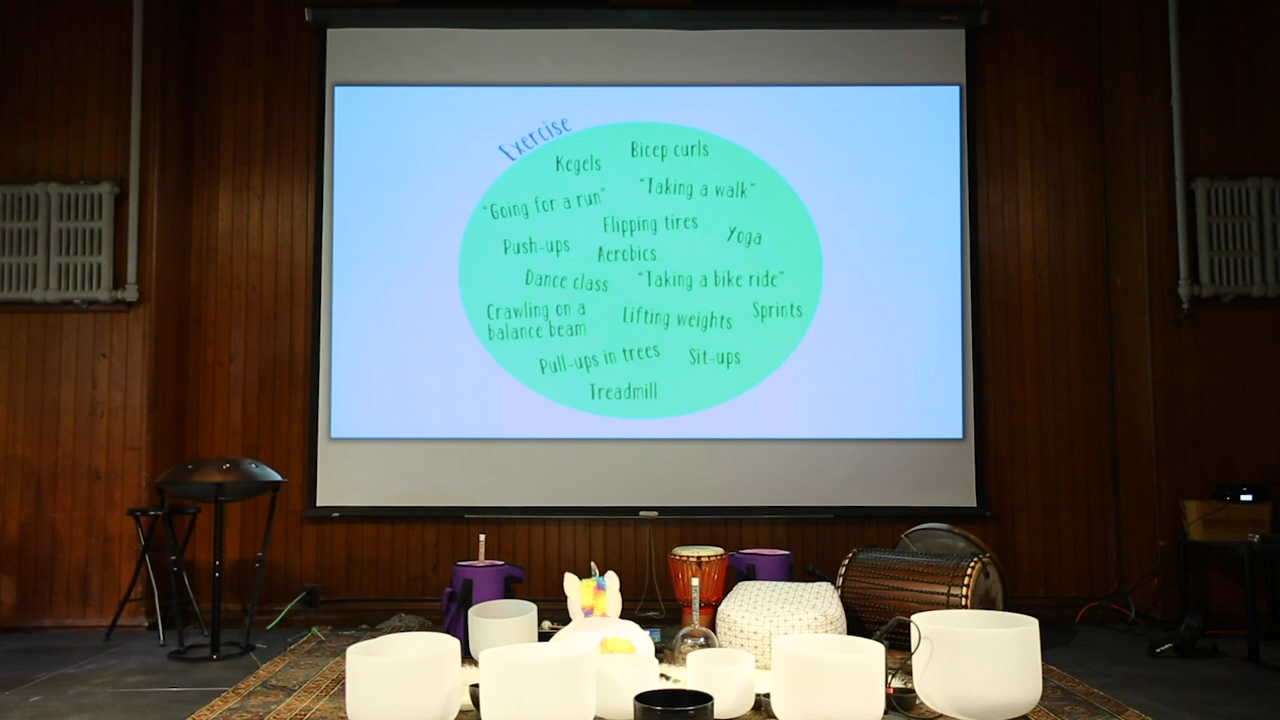 Exercise
Kegels
Bicep curls
"Going for a run"
"Taking a walk"
Flipping tires
Push-ups
Yoga
Aerobics
Dance class
"Taking a bike ride"
Crawling on a
balance beam
Lifting weights
Sprints
Pull-ups in trees
Sit-ups
Treadmill